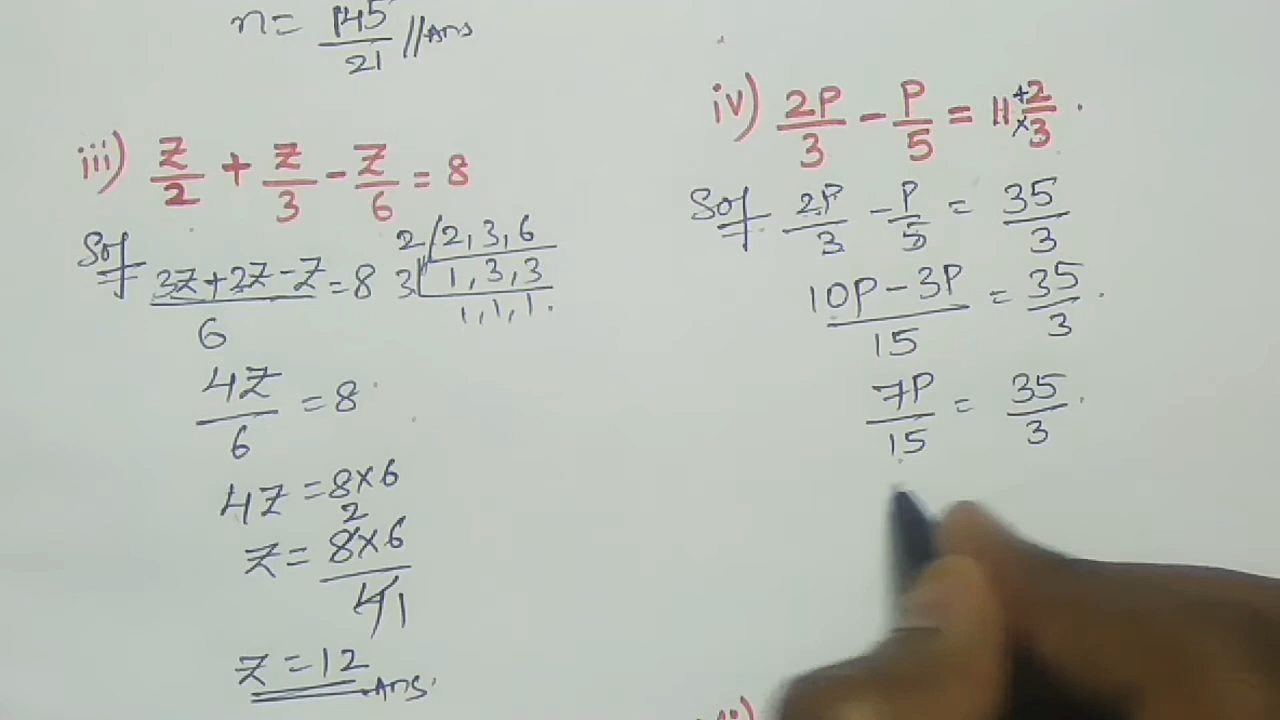 n = 145/21 // Ans
iii) z/2 + z/3 - z/6 = 8
Sol 3z+2z-z/6 = 8
2 | 2, 3, 6
3 | 1, 3, 3
1, 1, 1.
4z/6 = 8
4z = 8×6
z = 8×6/4 2 1
z = 12 Ans.
iv) 2P/3 - P/5 = 11 + 2/3 × .
Sol 2P/3 - P/5 = 35/3
10P - 3P/15 = 35/3 .
7P/15 = 35/3 .